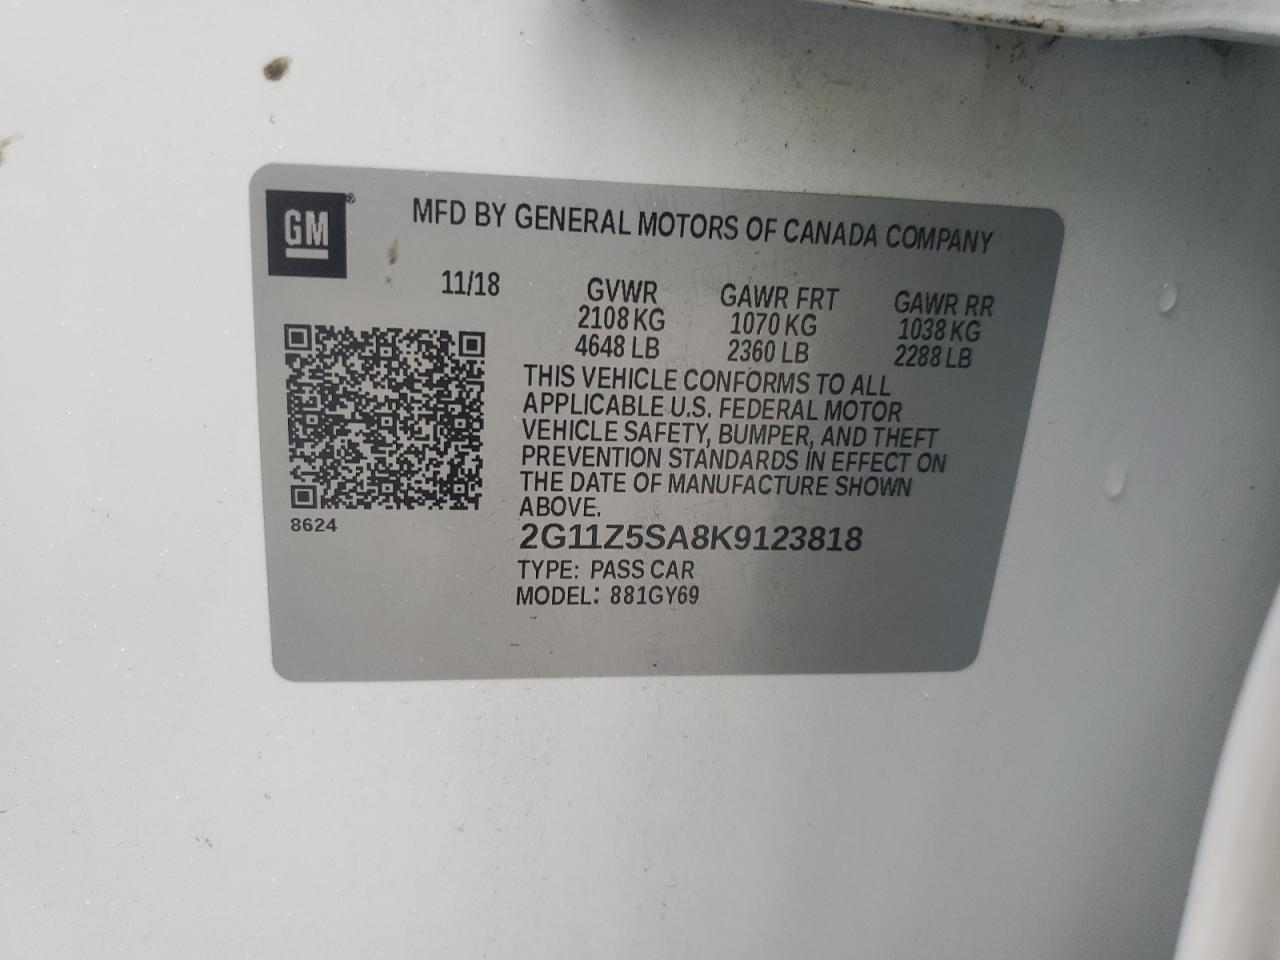 GM®
MFD BY GENERAL MOTORS OF CANADA COMPANY
11/18
GVWR GAWR FRT GAWR RR
2108 KG 1070 KG 1038 KG
4648 LB 2360 LB 2288 LB
THIS VEHICLE CONFORMS TO ALL
APPLICABLE U.S. FEDERAL MOTOR
VEHICLE SAFETY, BUMPER, AND THEFT
PREVENTION STANDARDS IN EFFECT ON
THE DATE OF MANUFACTURE SHOWN
ABOVE.
8624
2G11Z5SA8K9123818
TYPE: PASS CAR
MODEL: 881GY69